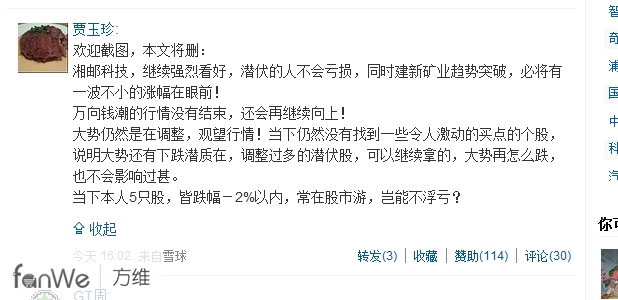 贾玉珍:
欢迎截图，本文将删：
湘邮科技，继续强烈看好，潜伏的人不会亏损，同时建新矿业趋势突破，必将有
一波不小的涨幅在眼前！
万向钱潮的行情没有结束，还会再继续向上！
大势仍然是在调整，观望行情！当下仍然没有找到一些令人激动的买点的个股，
说明大势还有下跌潜质在，调整过多的潜伏股，可以继续拿的，大势再怎么跌，
也不会影响过甚。
当下本人5只股，皆跌幅－2%以内，常在股市游，岂能不浮亏？
收起
今天 16:02 来自雪球
转发(3) 收藏 赞助(114) 评论(30)
fanWe 方维
GT周:
智
奇
浦
国
中
科
汽
你可